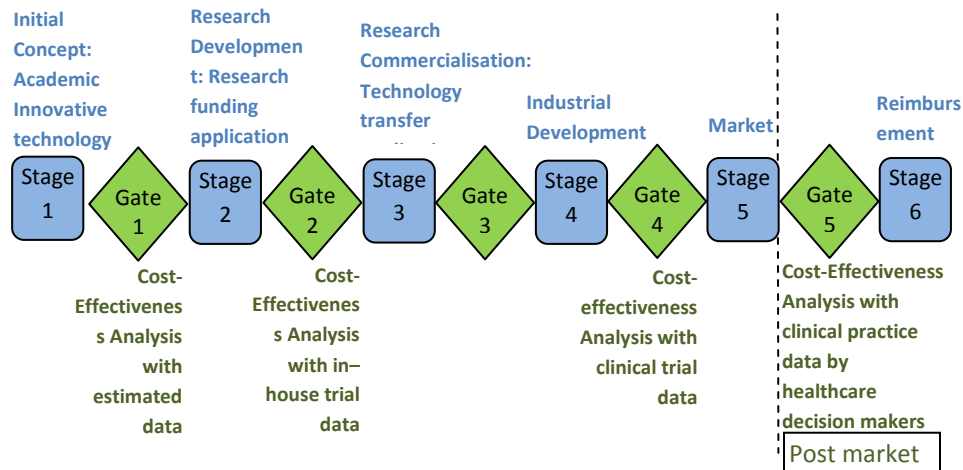 Initial
Concept:
Academic
Innovative
technology
Research
Developmen
t: Research
funding
application
Research
Commercialisation:
Technology
transfer
Industrial
Development
Market
Reimburs
ement
Stage
1
Gate
1
Stage
2
Gate
2
Stage
3
Gate
3
Stage
4
Gate
4
Stage
5
Gate
5
Stage
6
Cost-
Effectivenes
s Analysis
with
estimated
data
Cost-
Effectivenes
s Analysis
with in–
house trial
data
Cost-
effectiveness
Analysis with
clinical trial
data
Cost-Effectiveness
Analysis with
clinical practice
data by
healthcare
decision makers
Post market